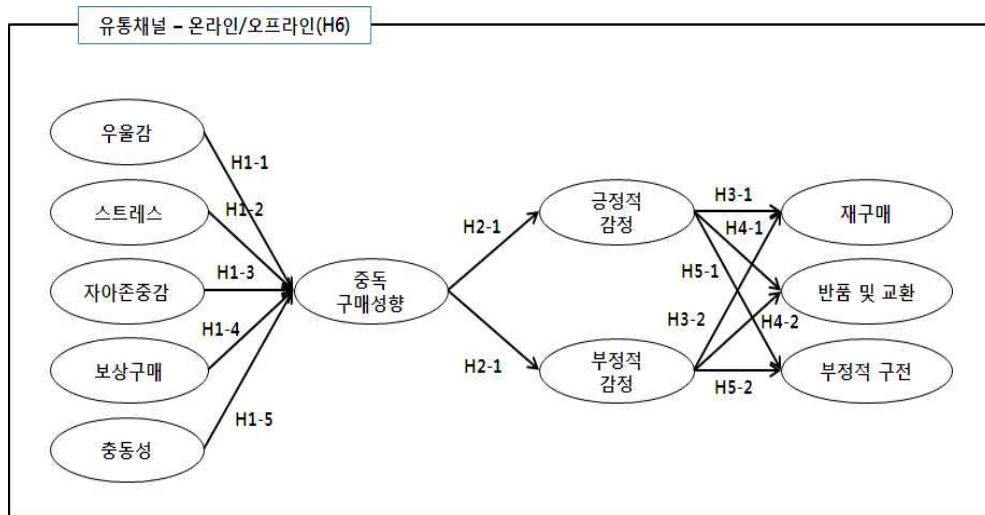 유통채널 – 온라인/오프라인(H6)
우울감
스트레스
자아존중감
보상구매
충동성
H1-1
H1-2
H1-3
H1-4
H1-5
중독
구매성향
H2-1
H2-1
긍정적
감정
부정적
감정
H3-1
H4-1
H5-1
H3-2
H4-2
H5-2
재구매
반품 및 교환
부정적 구전